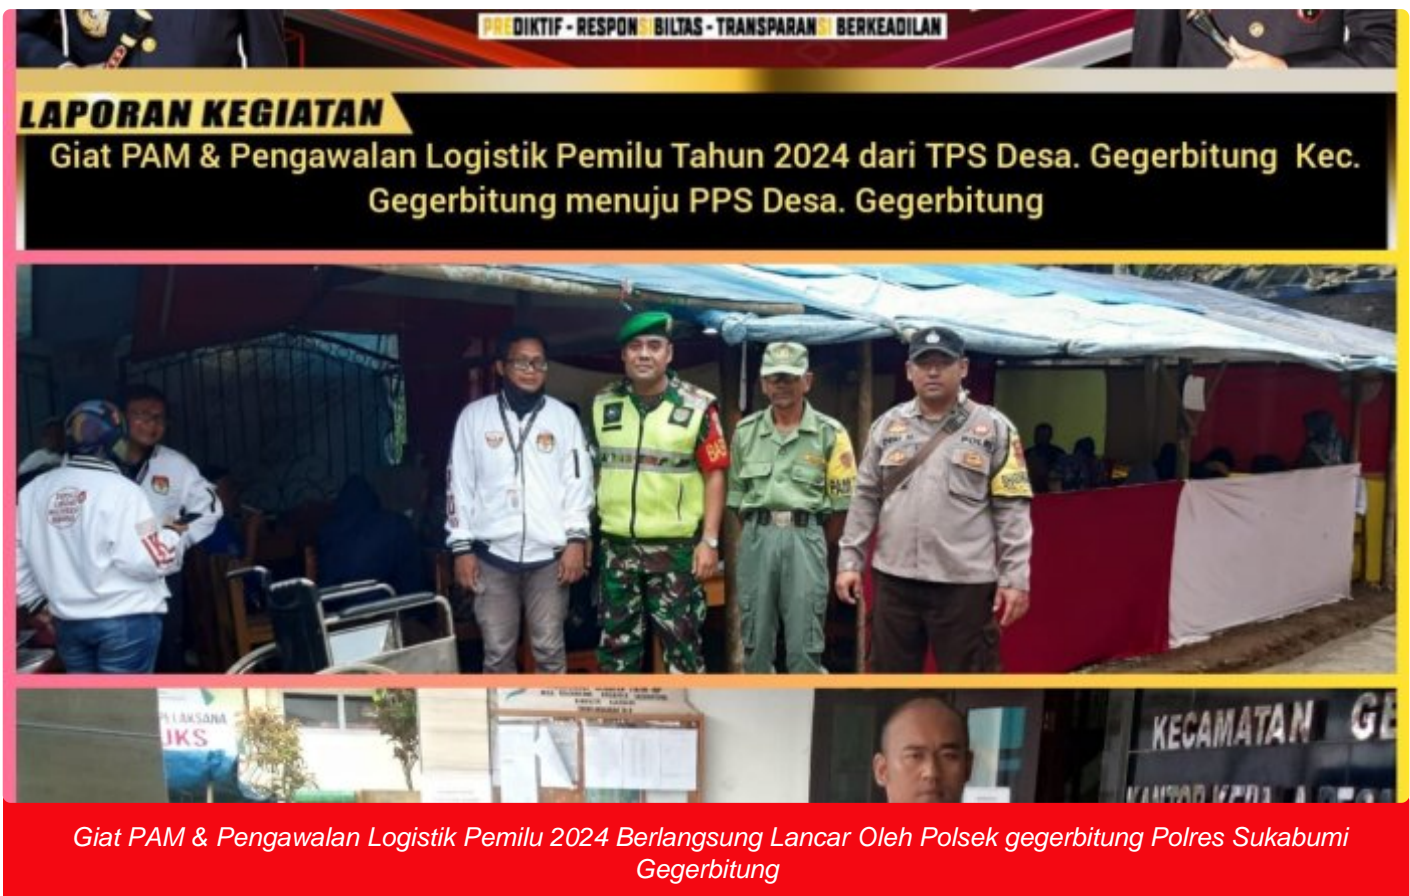 PREDIKTIF - RESPONSIBILTAS - TRANSPARANSI BERKEADILAN
LAPORAN KEGIATAN
Giat PAM & Pengawalan Logistik Pemilu Tahun 2024 dari TPS Desa. Gegerbitung Kec.
Gegerbitung menuju PPS Desa. Gegerbitung
POLRI
PELAKSANA
UKS
KECAMATAN GE
Giat PAM & Pengawalan Logistik Pemilu 2024 Berlangsung Lancar Oleh Polsek gegerbitung Polres Sukabumi
Gegerbitung